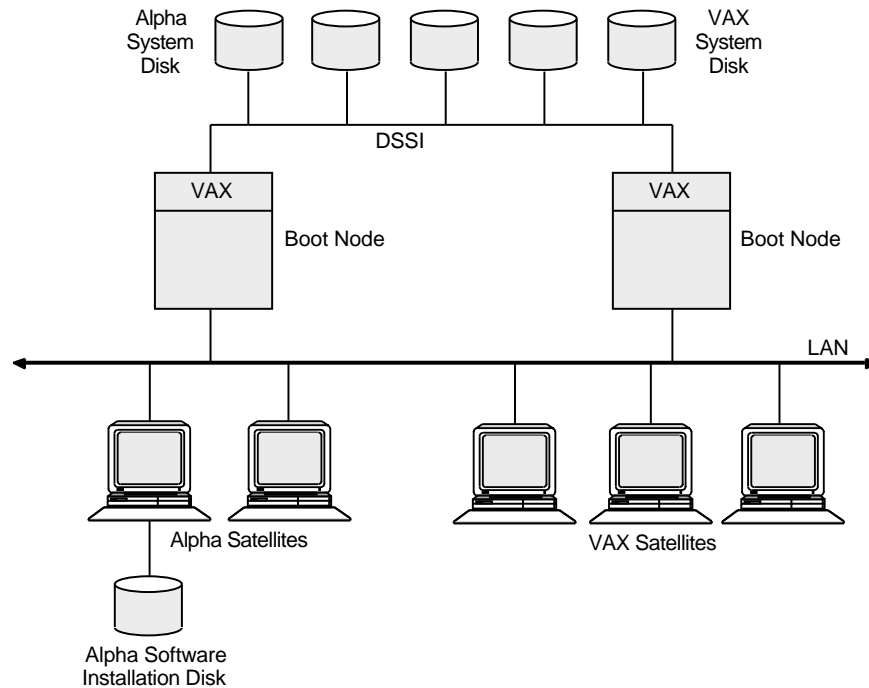 Alpha
System
Disk
VAX
System
Disk
DSSI
VAX
VAX
Boot Node
Boot Node
LAN
Alpha Satellites
VAX Satellites
Alpha Software
Installation Disk